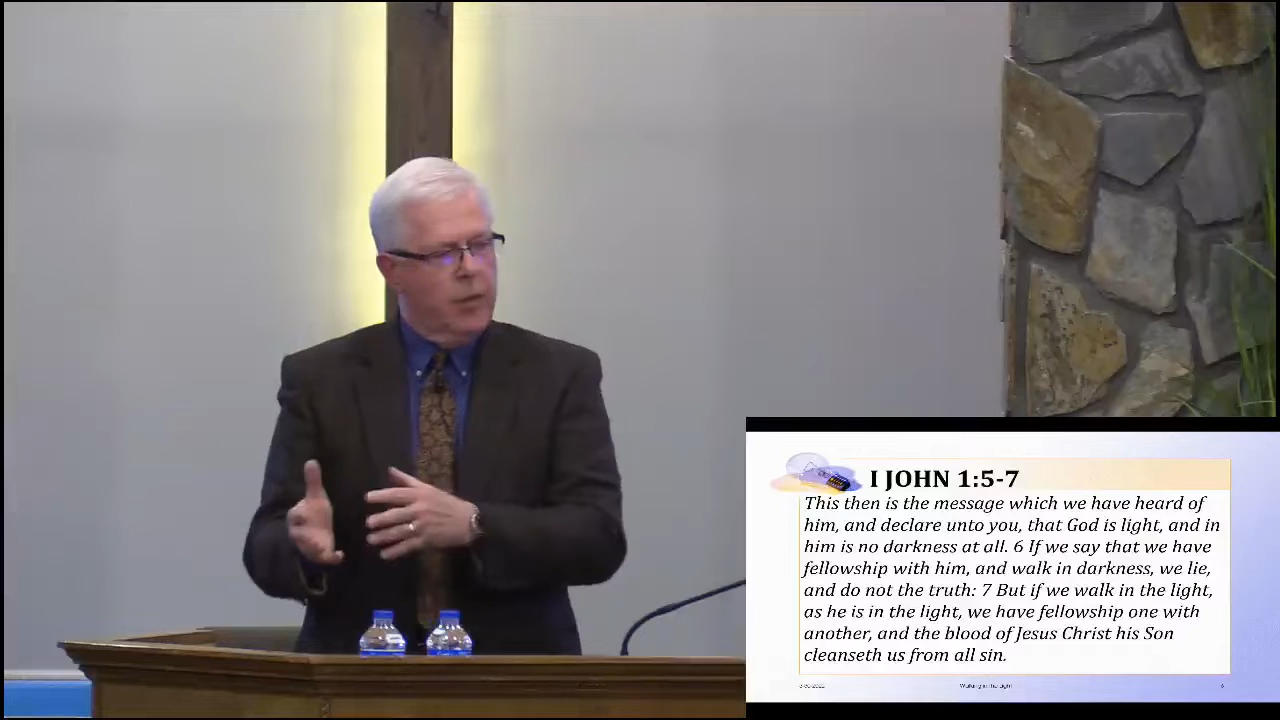 I JOHN 1:5-7
This then is the message which we have heard of
him, and declare unto you, that God is light, and in
him is no darkness at all. 6 If we say that we have
fellowship with him, and walk in darkness, we lie,
and do not the truth: 7 But if we walk in the light,
as he is in the light, we have fellowship one with
another, and the blood of Jesus Christ his Son
cleanseth us from all sin.
Walking in The Light